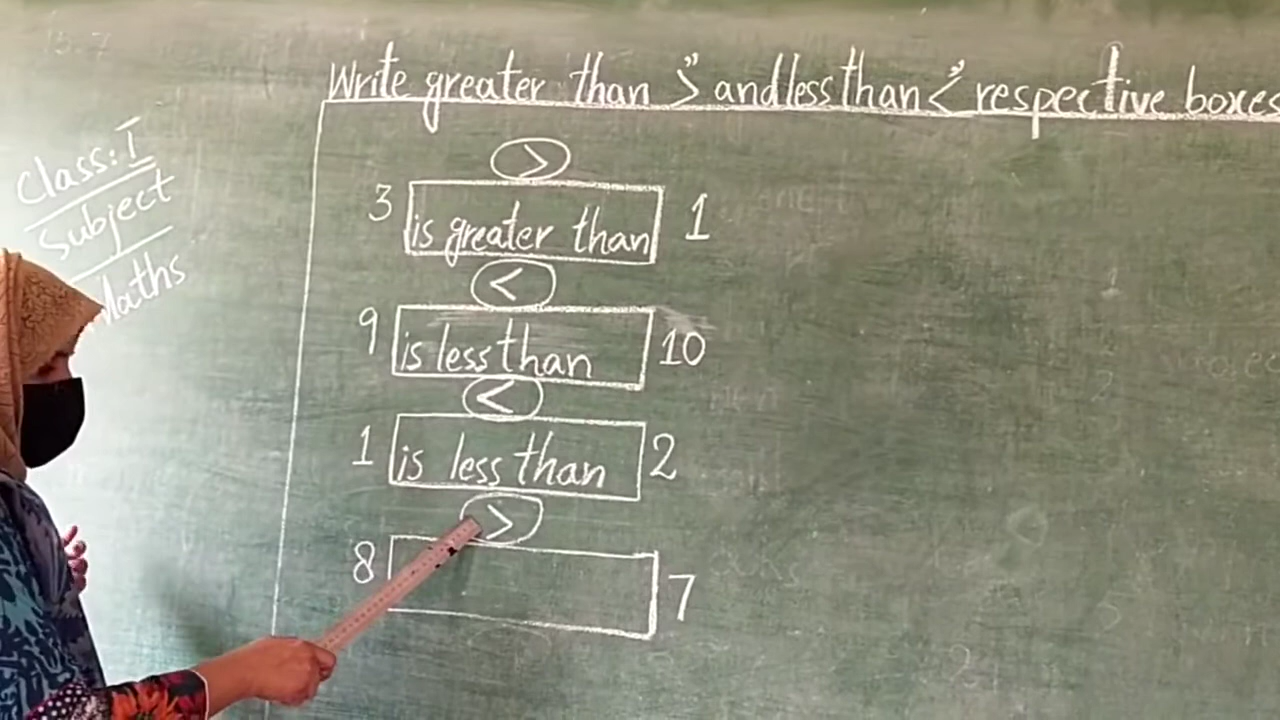 Write greater than >" and less than <" respective boxes
Class: I
Subject
Maths
>
3 is greater than 1
<
9 is less than 10
<
1 is less than 2
>
8 7